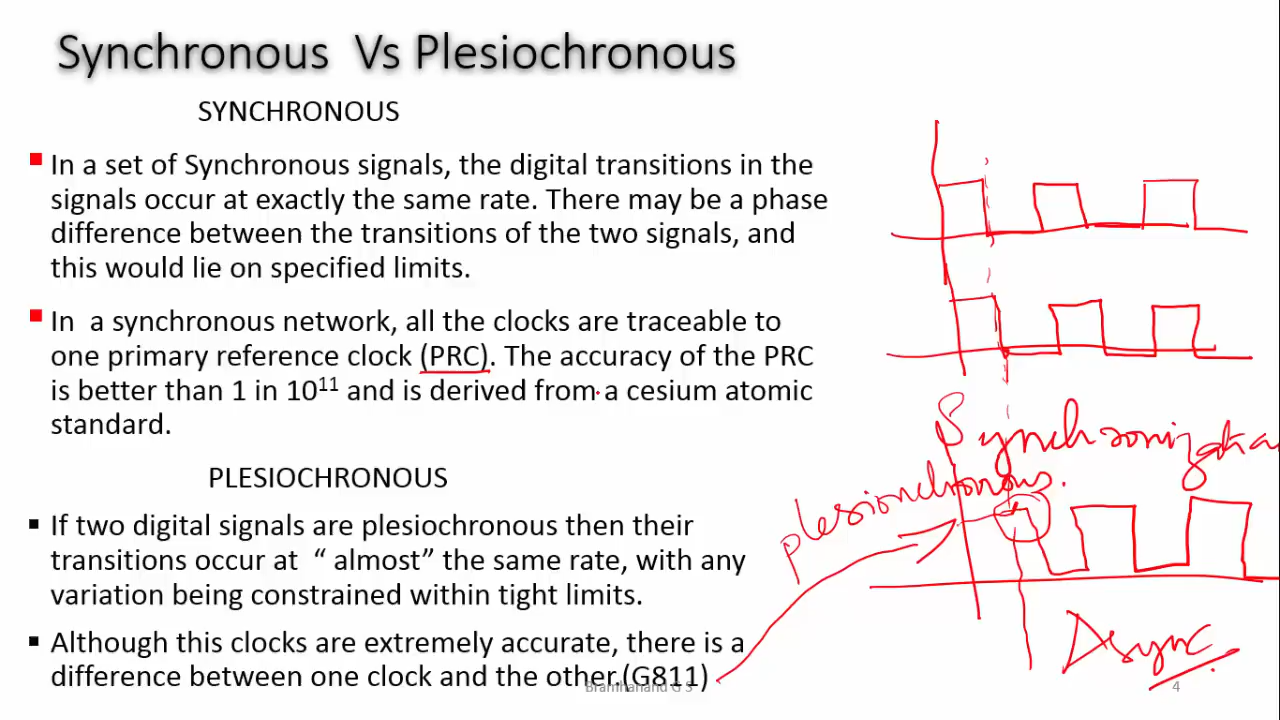 Synchronous Vs Plesiochronous
SYNCHRONOUS
In a set of Synchronous signals, the digital transitions in the
signals occur at exactly the same rate. There may be a phase
difference between the transitions of the two signals, and
this would lie on specified limits.
In a synchronous network, all the clocks are traceable to
one primary reference clock (PRC). The accuracy of the PRC
is better than 1 in 10¹¹ and is derived from a cesium atomic
standard.
PLESIOCHRONOUS
If two digital signals are plesiochronous then their
transitions occur at “ almost” the same rate, with any
variation being constrained within tight limits.
Although this clocks are extremely accurate, there is a
difference between one clock and the other.(G811)
Bramhanand G S
4
Synchronization
plesionchronous.
Async